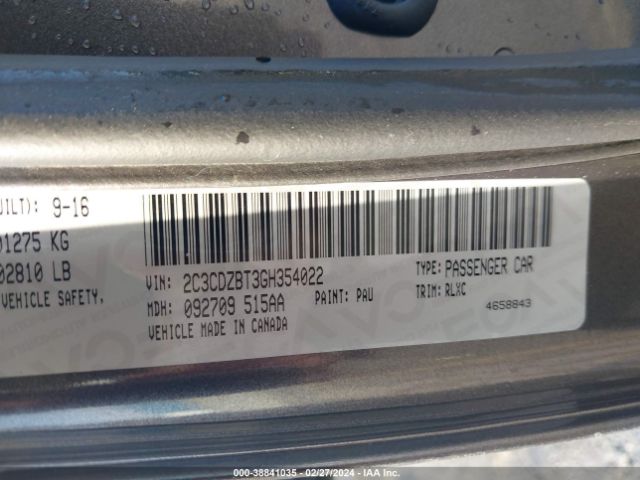 UILT): 9-16
01275 KG
02810 LB
VEHICLE SAFETY,
VIN: 2C3CDZBT3GH354022
TYPE: PASSENGER CAR
MDH: 092709 515AA
PAINT: PAU
TRIM: RLXC
VEHICLE MADE IN CANADA
4658843
000-38841035 - 02/27/2024 - IAA Inc.